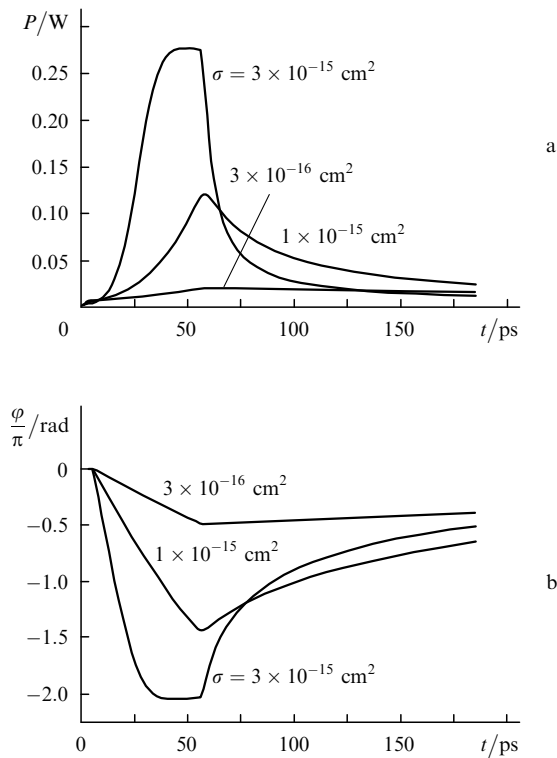 P/W
0.25
σ = 3 × 10⁻¹⁵ cm²
0.20
a
3 × 10⁻¹⁶ cm²
0.15
0.10
1 × 10⁻¹⁵ cm²
0.05
0 50 100 150 t/ps
φ/π /rad
0
3 × 10⁻¹⁶ cm²
−0.5
1 × 10⁻¹⁵ cm²
b
−1.0
−1.5
σ = 3 × 10⁻¹⁵ cm²
−2.0
0 50 100 150 t/ps